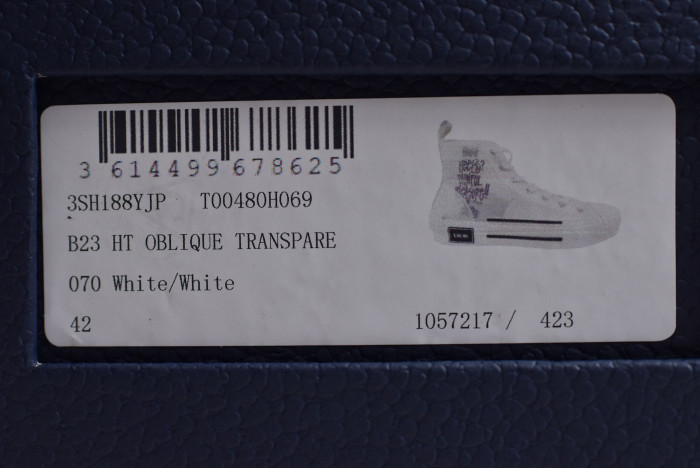 3 614499 678625
3SH188YJP T00480H069
B23 HT OBLIQUE TRANSPARE
070 White/White
42
1057217 / 423